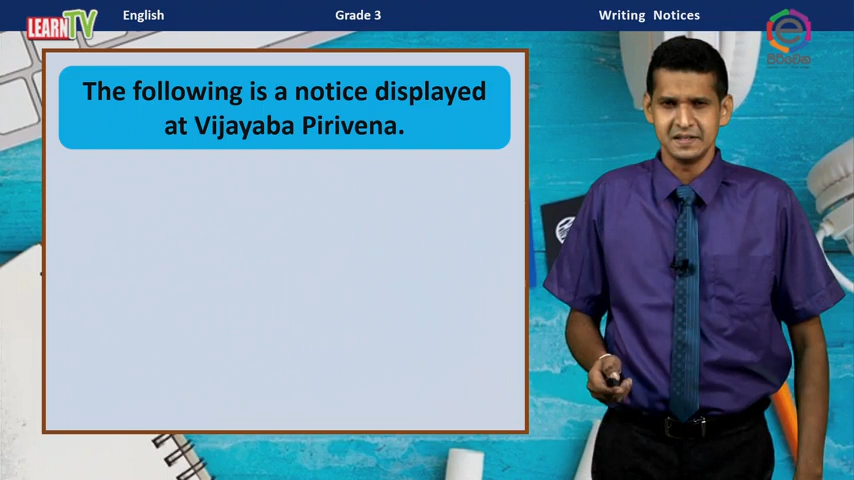 LEARN TV
English
Grade 3
Writing Notices
පිරිවෙන
The following is a notice displayed
at Vijayaba Pirivena.